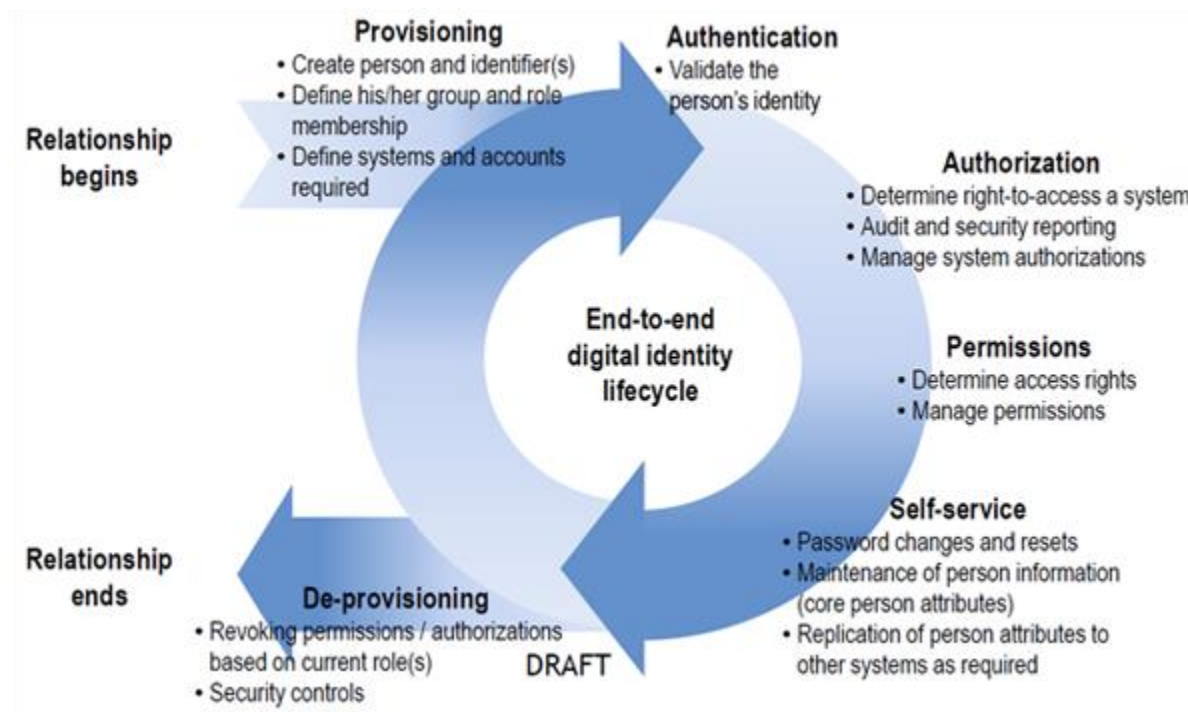 Provisioning
• Create person and identifier(s)
• Define his/her group and role
membership
• Define systems and accounts
required
Authentication
• Validate the
person's identity
Relationship
begins
Authorization
• Determine right-to-access a system
• Audit and security reporting
• Manage system authorizations
End-to-end
digital identity
lifecycle
Permissions
• Determine access rights
• Manage permissions
Self-service
• Password changes and resets
• Maintenance of person information
(core person attributes)
• Replication of person attributes to
other systems as required
Relationship
ends
De-provisioning
• Revoking permissions / authorizations
based on current role(s)
• Security controls
DRAFT